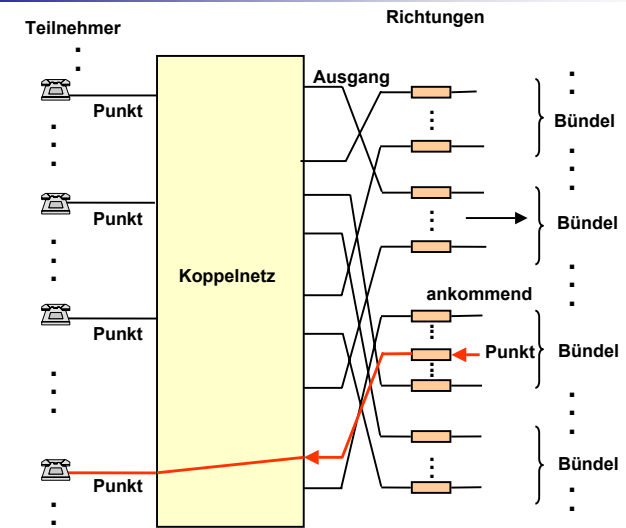 Richtungen
Teilnehmer
Ausgang
Punkt
Bündel
Punkt
Bündel
Koppelnetz
ankommend
Punkt
Punkt
Bündel
Bündel
Punkt